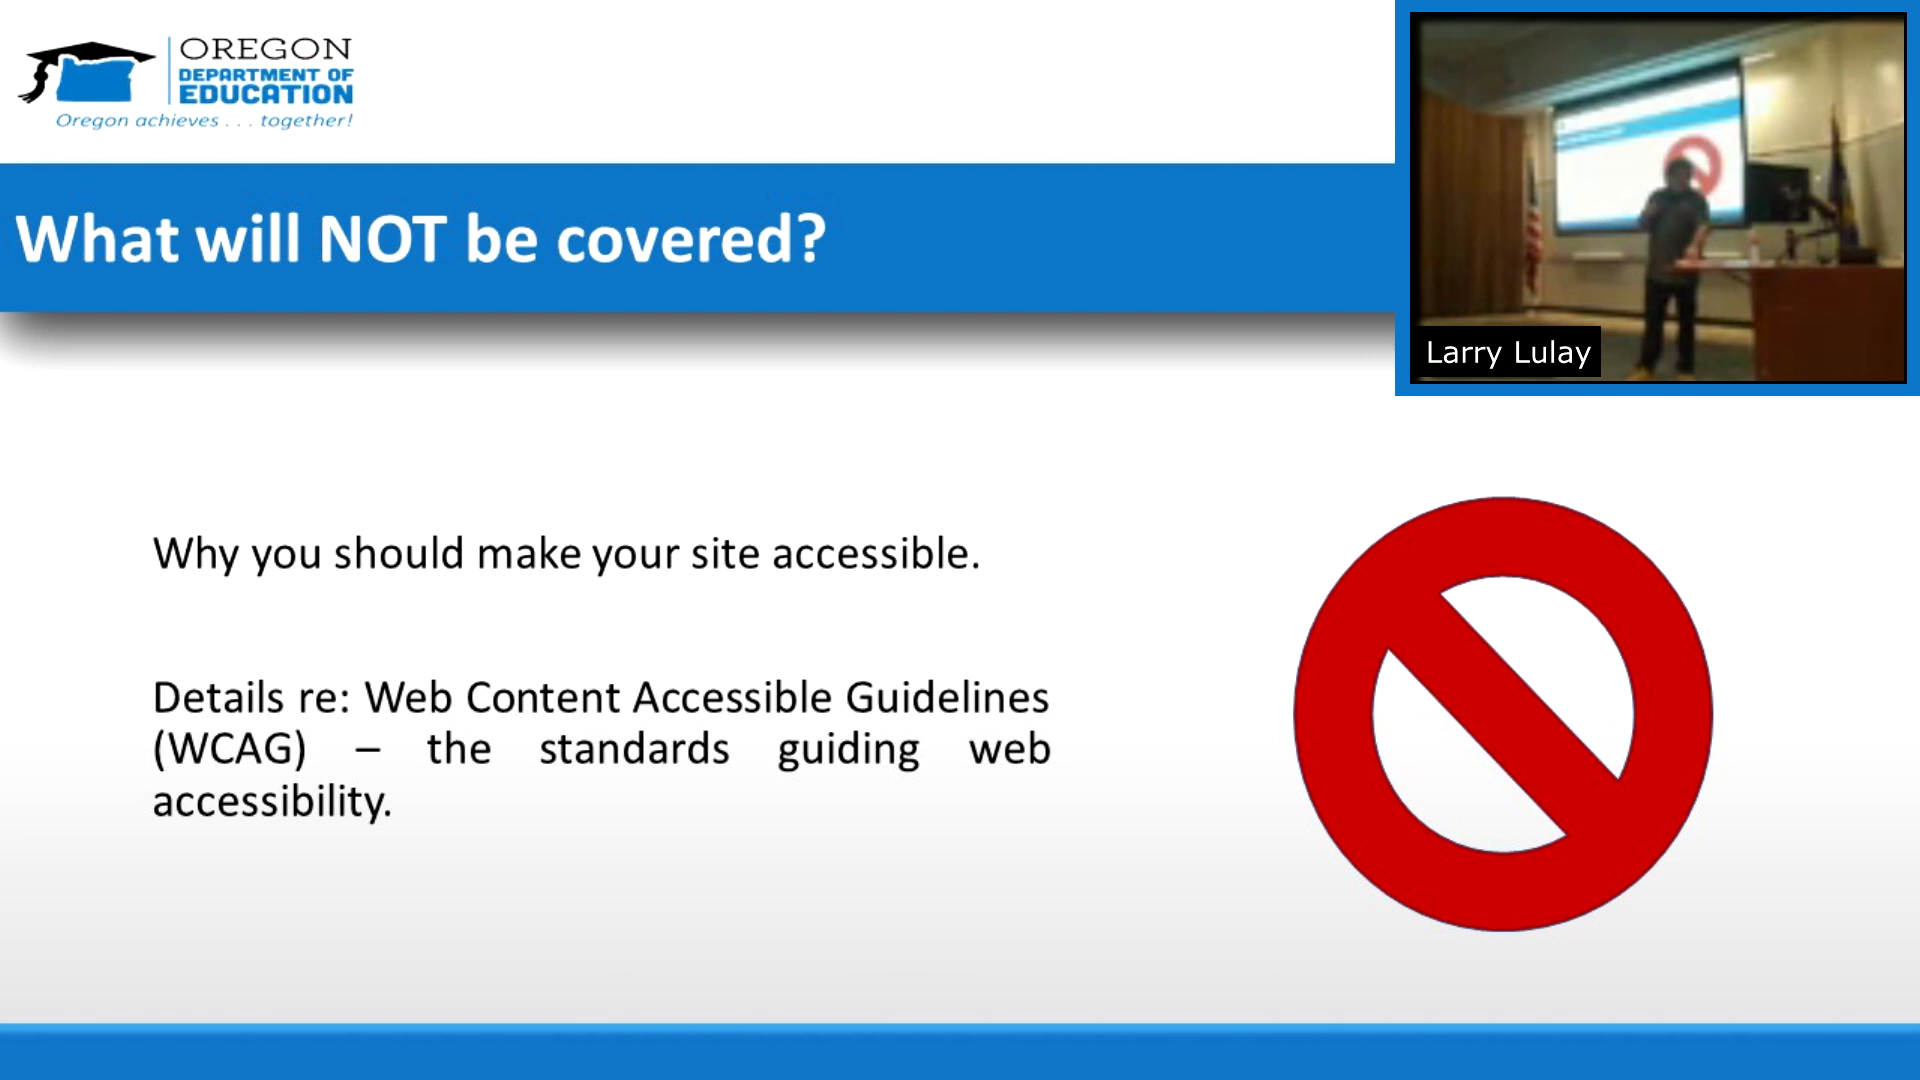 OREGON
DEPARTMENT OF
EDUCATION
Oregon achieves . . . together!
What will NOT be covered?
Larry Lulay
Why you should make your site accessible.
Details re: Web Content Accessible Guidelines
(WCAG) – the standards guiding web
accessibility.